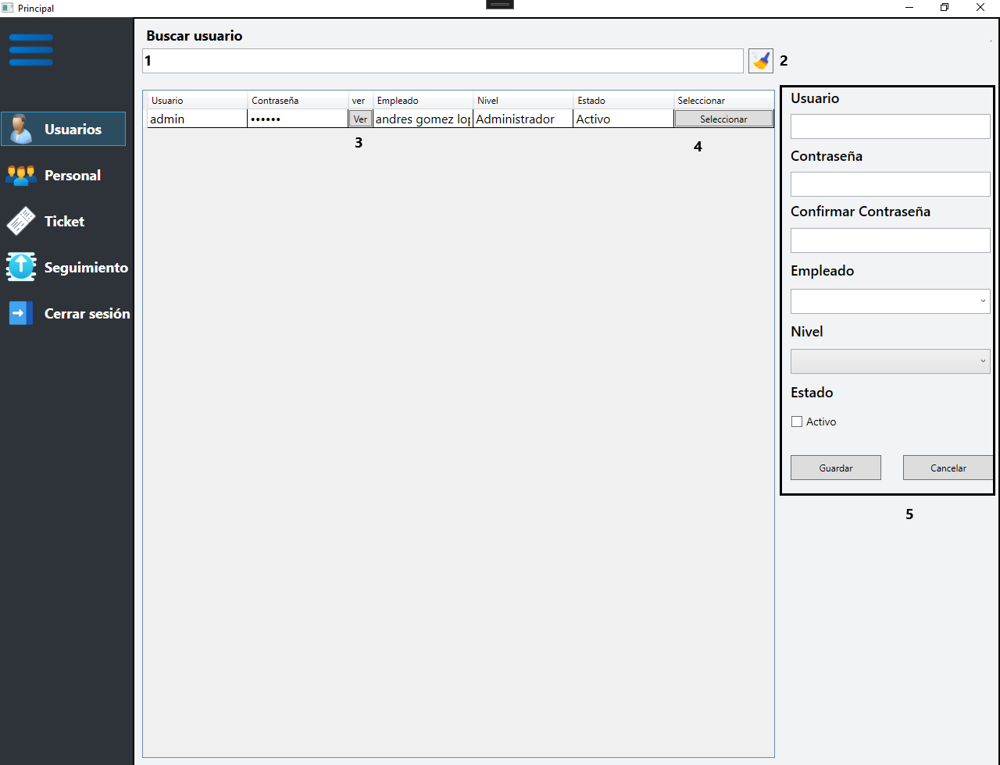 Principal
Buscar usuario
1
2
Usuarios
Personal
Ticket
Seguimiento
Cerrar sesión
Usuario Contraseña ver Empleado Nivel Estado Seleccionar
admin •••••• Ver andres gomez lop Administrador Activo Seleccionar
3
4
Usuario
Contraseña
Confirmar Contraseña
Empleado
Nivel
Estado
Activo
Guardar Cancelar
5